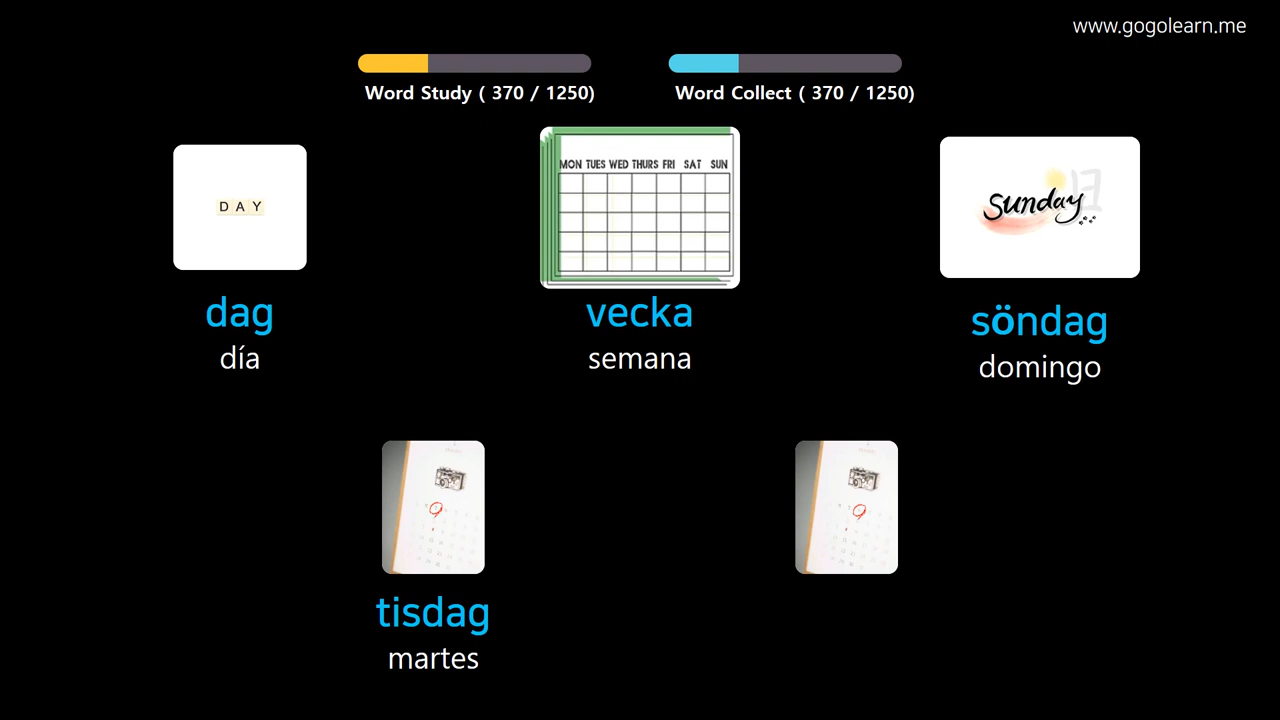 www.gogolearn.me
Word Study ( 370 / 1250)
Word Collect ( 370 / 1250)
DAY
MON TUES WED THURS FRI SAT SUN
Sunday 日
dag
vecka
söndag
día
semana
domingo
tisdag
martes